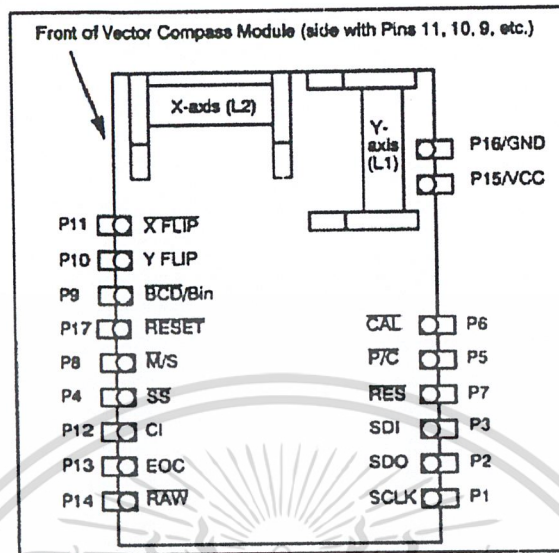 Front of Vector Compass Module (side with Pins 11, 10, 9, etc.)
X-axis (L2)
Y-
axis
(L1)
P16/GND
P15/VCC
P11 X FLIP
P10 Y FLIP
P9 BCD/Bin
P17 RESET
P8 M/S
P4 SS
P12 CI
P13 EOC
P14 RAW
CAL P6
P/C P5
RES P7
SDI P3
SDO P2
SCLK P1